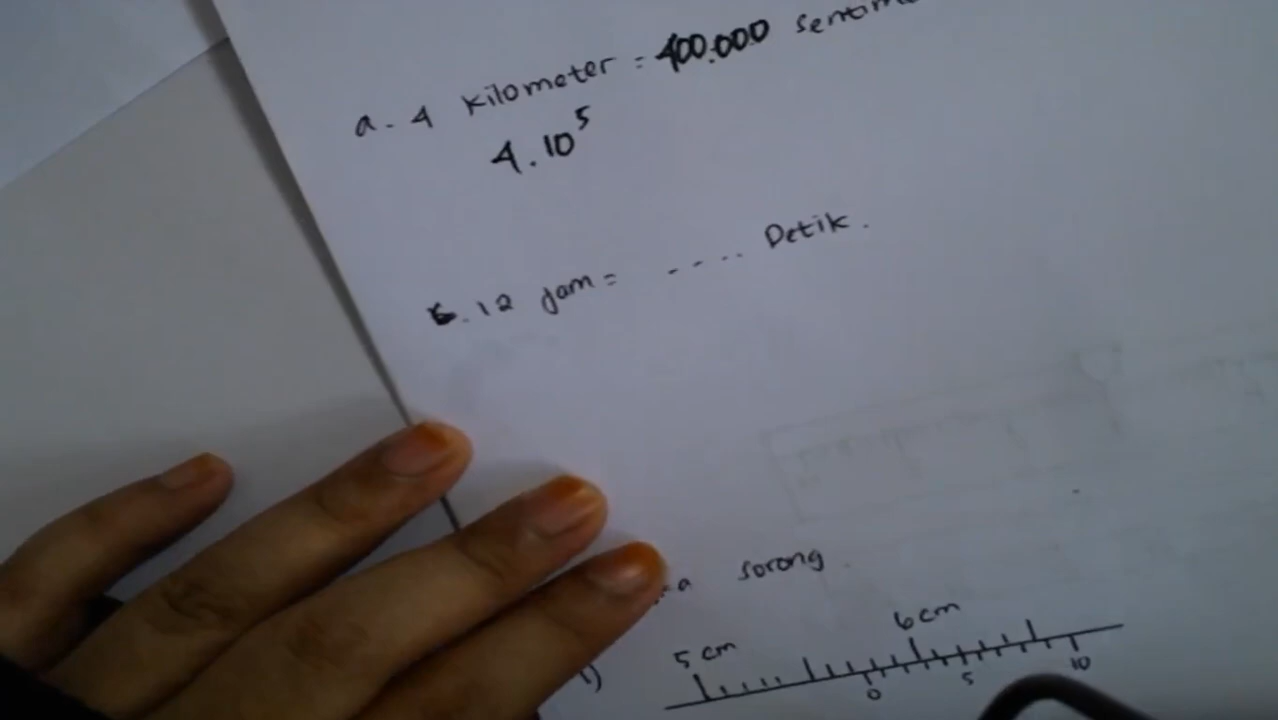 a. 4 kilometer = 400.000
4.10⁵
12 jam = .... Detik.
sorong
5 cm
6 cm
0 5 10